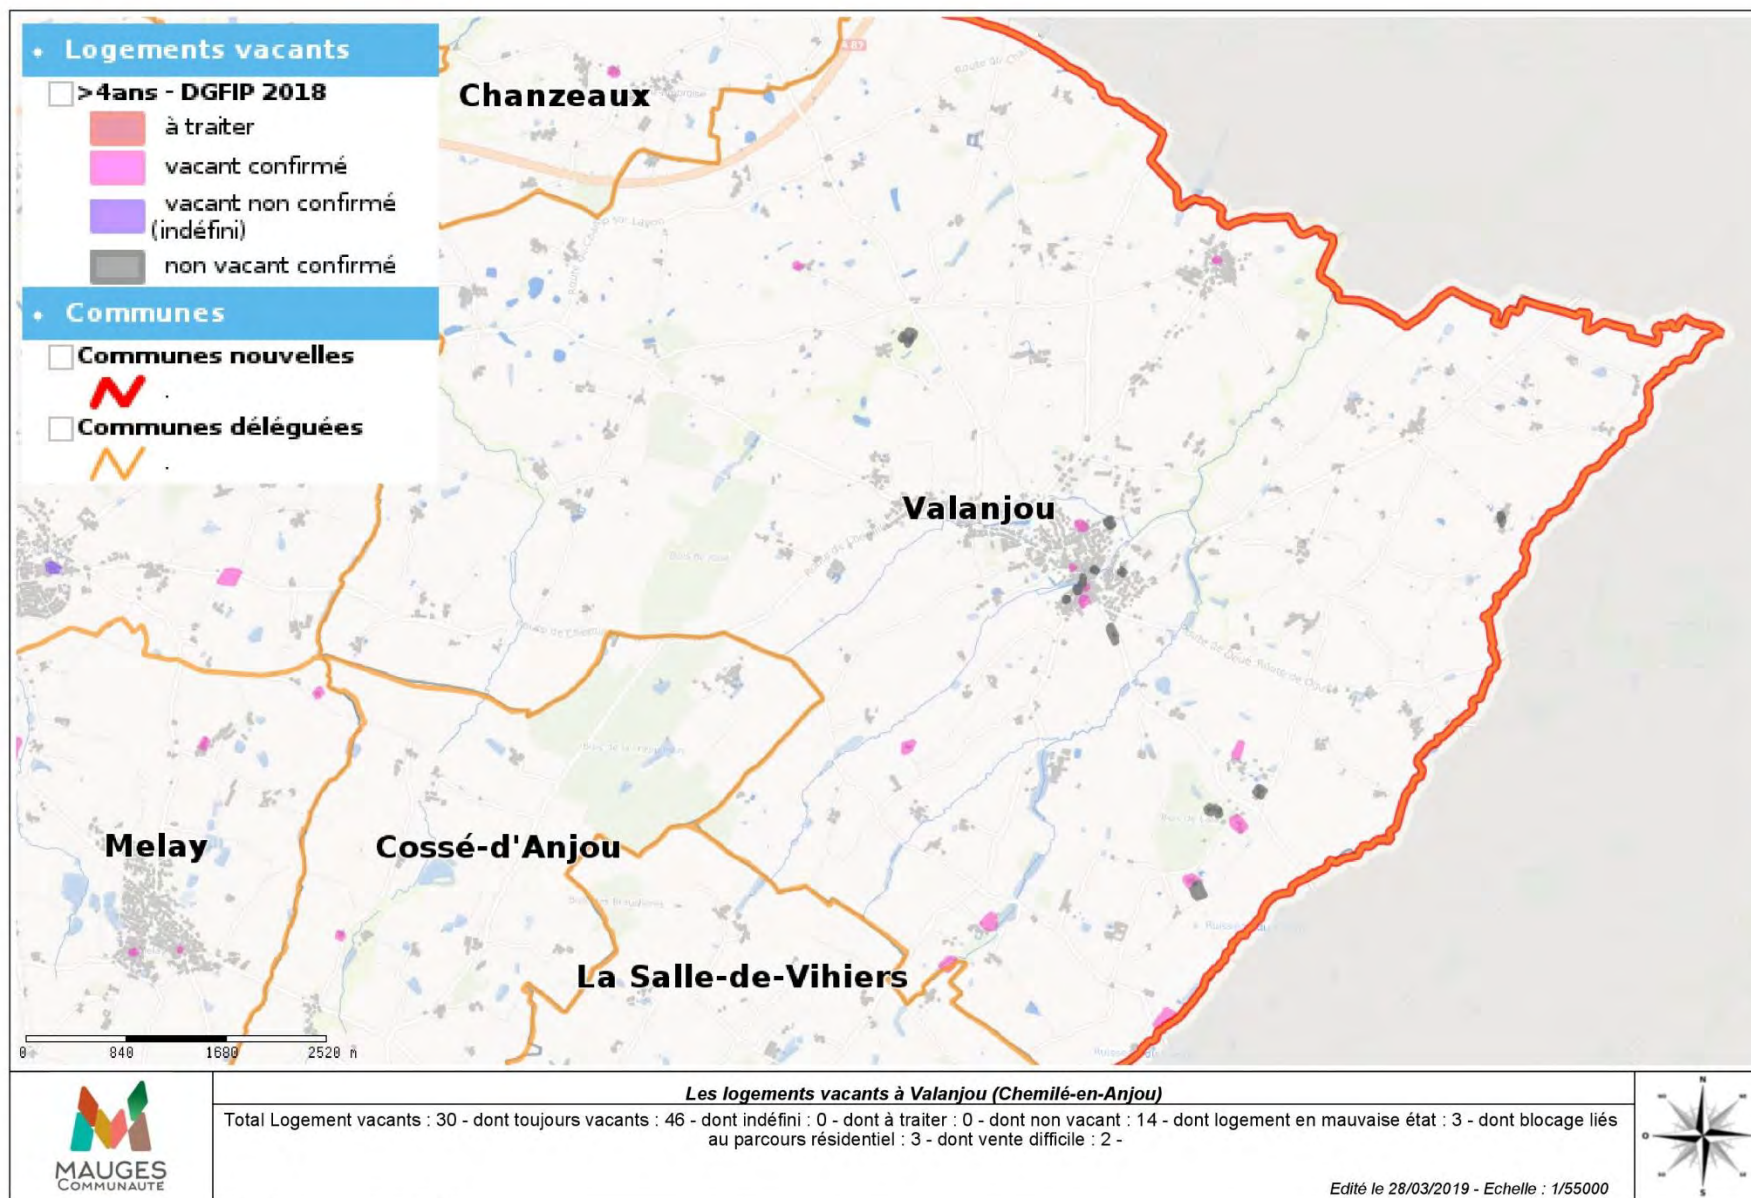 Logements vacants
>4ans - DGFIP 2018
à traiter
vacant confirmé
vacant non confirmé
(indéfini)
non vacant confirmé
Communes
Communes nouvelles
.
Communes déléguées
.
Chanzeaux
A 87
Valanjou
Melay
Cossé-d'Anjou
La Salle-de-Vihiers
0 840 1680 2520 m
MAUGES
COMMUNAUTÉ
Les logements vacants à Valanjou (Chemilé-en-Anjou)
Total Logement vacants : 30 - dont toujours vacants : 46 - dont indéfini : 0 - dont à traiter : 0 - dont non vacant : 14 - dont logement en mauvaise état : 3 - dont blocage liés
au parcours résidentiel : 3 - dont vente difficile : 2 -
Edité le 28/03/2019 - Echelle : 1/55000
N
O
S